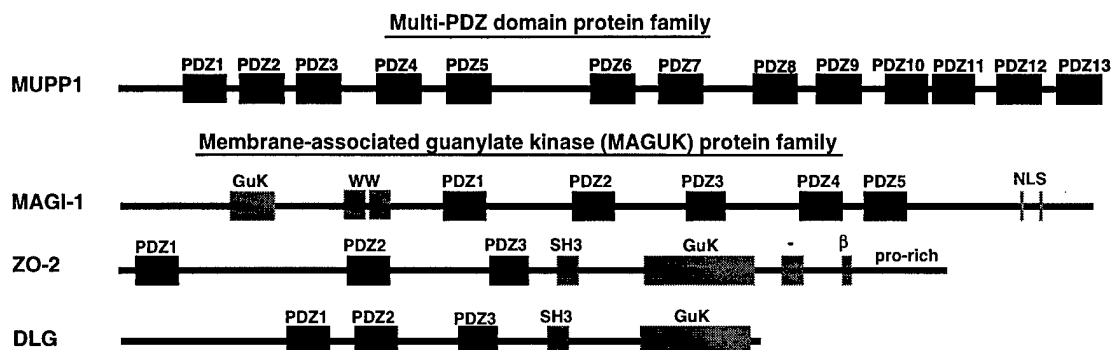 Multi-PDZ domain protein family
PDZ1 PDZ2 PDZ3 PDZ4 PDZ5 PDZ6 PDZ7 PDZ8 PDZ9 PDZ10 PDZ11 PDZ12 PDZ13
MUPP1
Membrane-associated guanylate kinase (MAGUK) protein family
GuK WW PDZ1 PDZ2 PDZ3 PDZ4 PDZ5 NLS
MAGI-1
PDZ1 PDZ2 PDZ3 SH3 GuK - β pro-rich
ZO-2
PDZ1 PDZ2 PDZ3 SH3 GuK
DLG